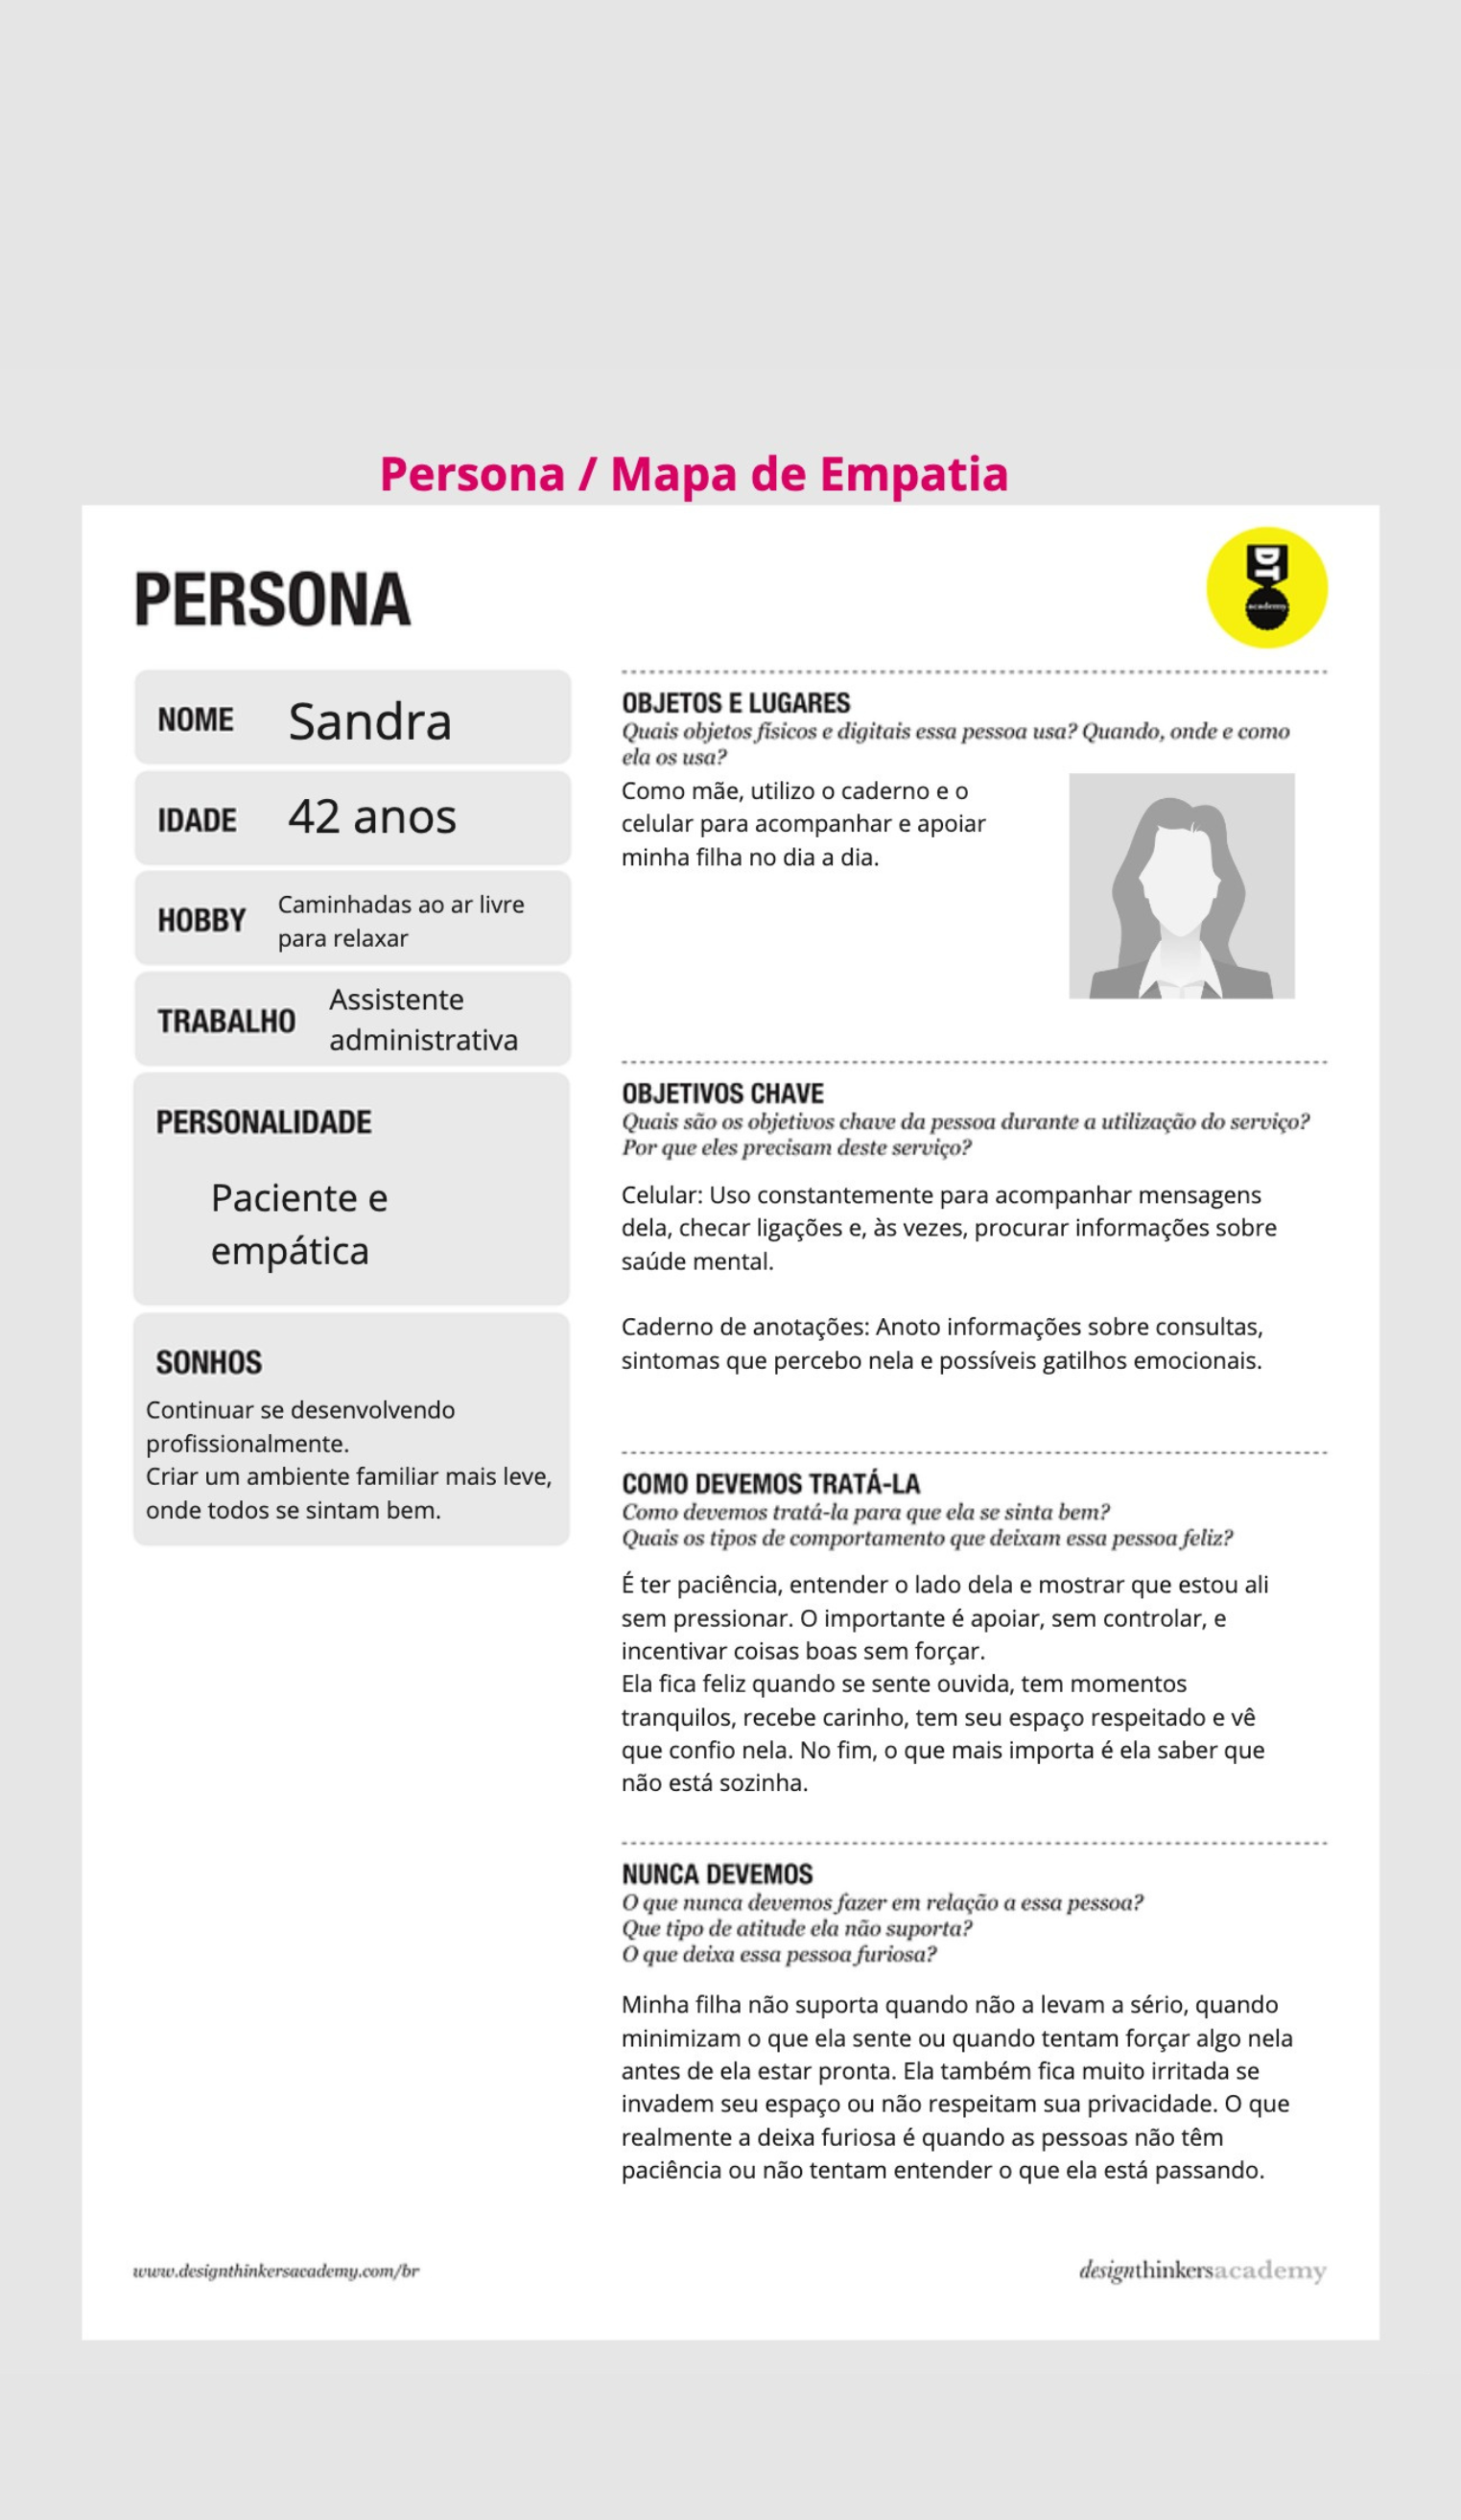 Persona / Mapa de Empatia
PERSONA
DT
academy
NOME Sandra
IDADE 42 anos
HOBBY Caminhadas ao ar livre
para relaxar
TRABALHO Assistente
administrativa
PERSONALIDADE
Paciente e
empática
SONHOS
Continuar se desenvolvendo
profissionalmente.
Criar um ambiente familiar mais leve,
onde todos se sintam bem.
OBJETOS E LUGARES
Quais objetos físicos e digitais essa pessoa usa? Quando, onde e como
ela os usa?
Como mãe, utilizo o caderno e o
celular para acompanhar e apoiar
minha filha no dia a dia.
OBJETIVOS CHAVE
Quais são os objetivos chave da pessoa durante a utilização do serviço?
Por que eles precisam deste serviço?
Celular: Uso constantemente para acompanhar mensagens
dela, checar ligações e, às vezes, procurar informações sobre
saúde mental.
Caderno de anotações: Anoto informações sobre consultas,
sintomas que percebo nela e possíveis gatilhos emocionais.
COMO DEVEMOS TRATÁ-LA
Como devemos tratá-la para que ela se sinta bem?
Quais os tipos de comportamento que deixam essa pessoa feliz?
É ter paciência, entender o lado dela e mostrar que estou ali
sem pressionar. O importante é apoiar, sem controlar, e
incentivar coisas boas sem forçar.
Ela fica feliz quando se sente ouvida, tem momentos
tranquilos, recebe carinho, tem seu espaço respeitado e vê
que confio nela. No fim, o que mais importa é ela saber que
não está sozinha.
NUNCA DEVEMOS
O que nunca devemos fazer em relação a essa pessoa?
Que tipo de atitude ela não suporta?
O que deixa essa pessoa furiosa?
Minha filha não suporta quando não a levam a sério, quando
minimizam o que ela sente ou quando tentam forçar algo nela
antes de ela estar pronta. Ela também fica muito irritada se
invadem seu espaço ou não respeitam sua privacidade. O que
realmente a deixa furiosa é quando as pessoas não têm
paciência ou não tentam entender o que ela está passando.
www.designthinkersacademy.com/br
designthinkersacademy